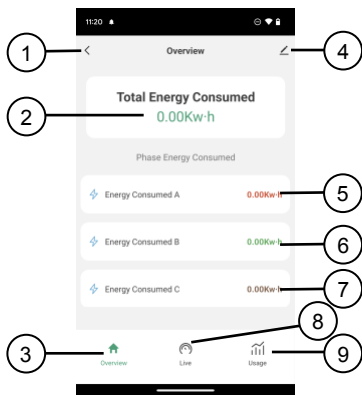 11:20
Overview
1
4
Total Energy Consumed
0.00Kw·h
2
Phase Energy Consumed
Energy Consumed A 0.00Kw·h
5
Energy Consumed B 0.00Kw·h
6
Energy Consumed C 0.00Kw·h
7
8
3
Overview Live Usage
9